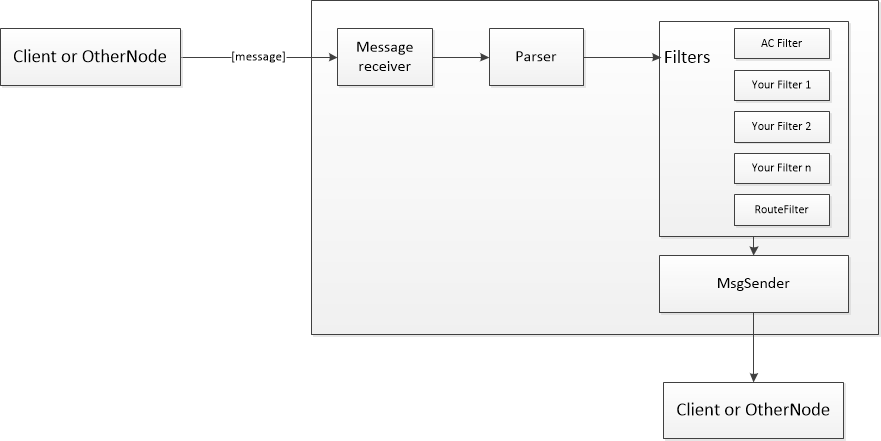 Client or OtherNode
[message]
Message
receiver
Parser
Filters
AC Filter
Your Filter 1
Your Filter 2
Your Filter n
RouteFilter
MsgSender
Client or OtherNode